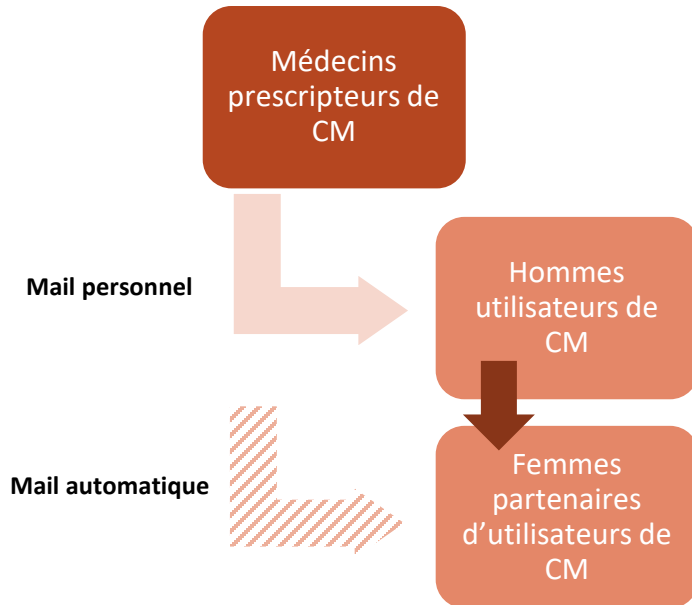 Médecins
prescripteurs de
CM
Mail personnel
Hommes
utilisateurs de
CM
Mail automatique
Femmes
partenaires
d’utilisateurs de
CM